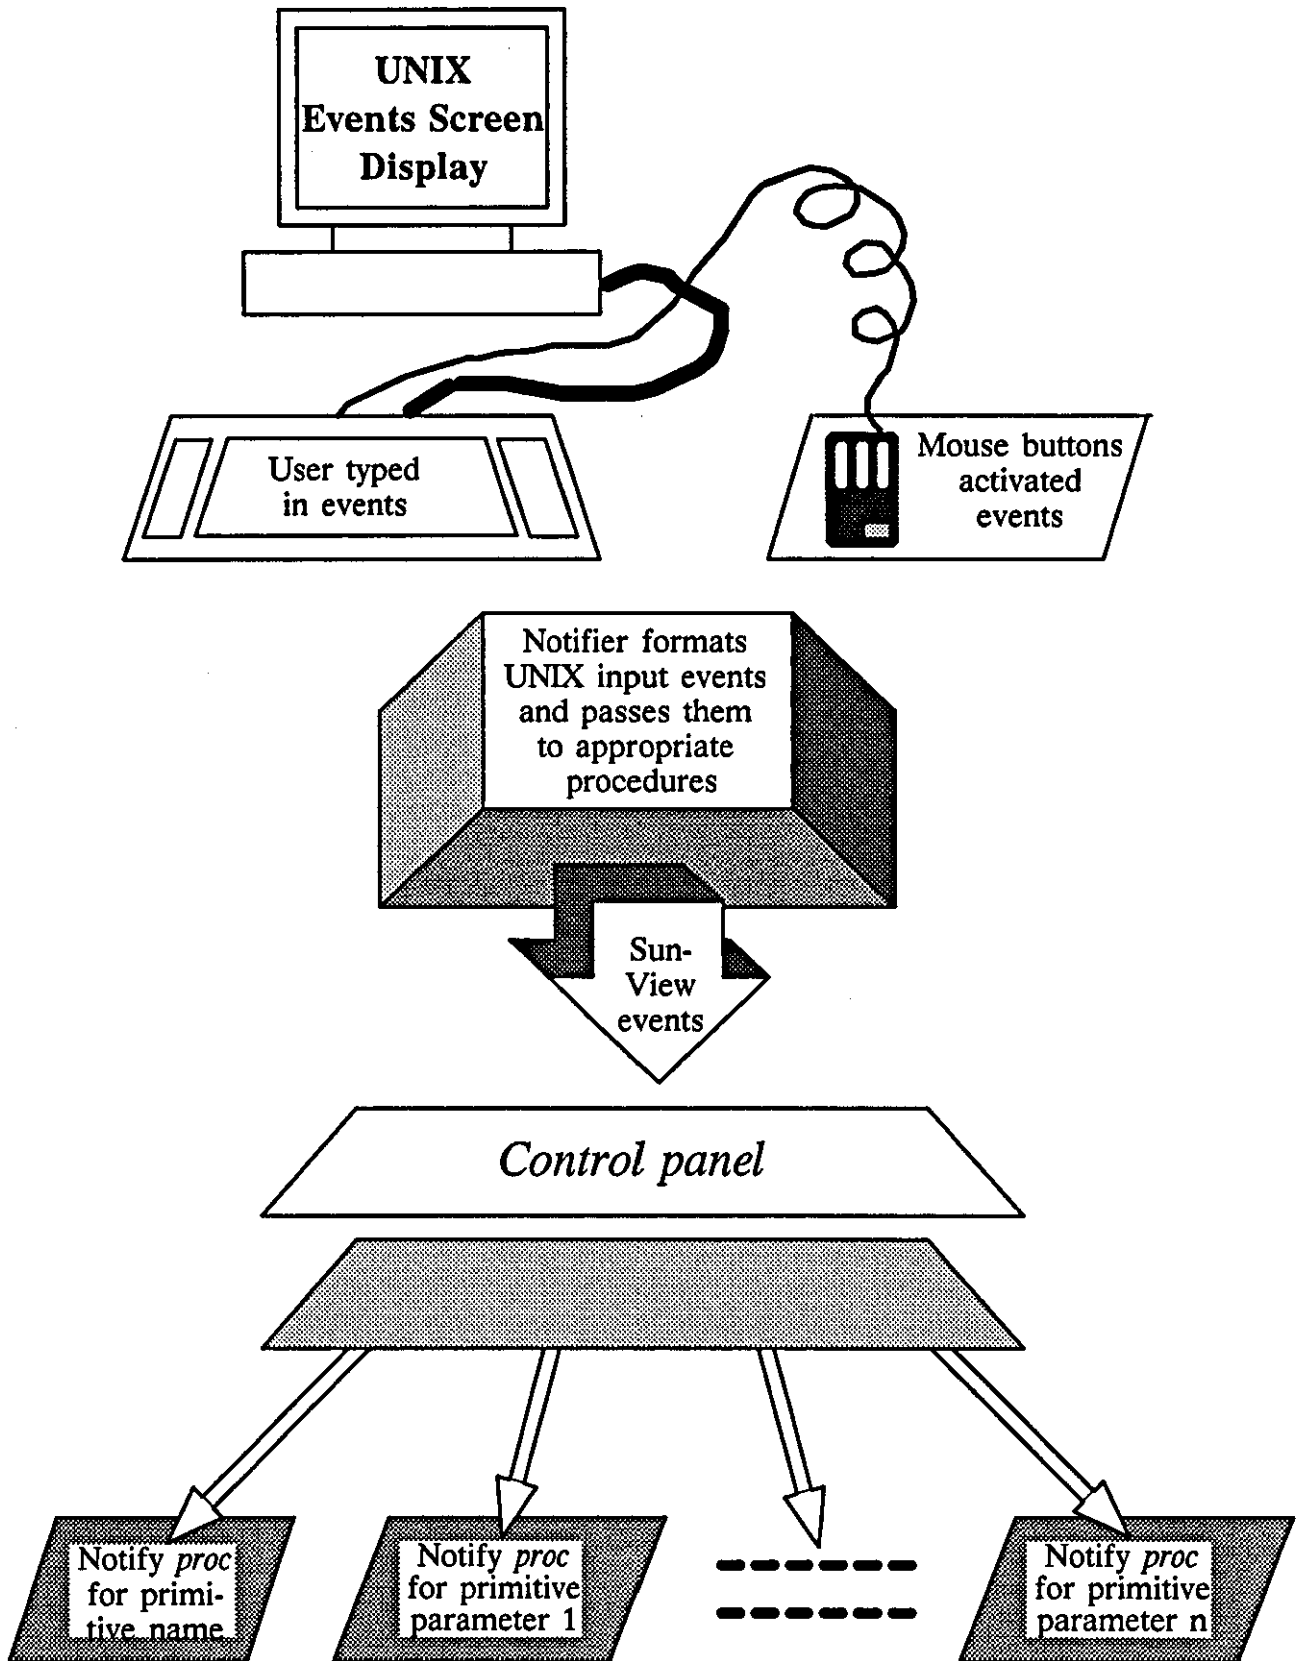 UNIX
Events Screen
Display
User typed
in events
Mouse buttons
activated
events
Notifier formats
UNIX input events
and passes them
to appropriate
procedures
Sun-
View
events
Control panel
Notify proc
for primi-
tive name
Notify proc
for primitive
parameter 1
Notify proc
for primitive
parameter n